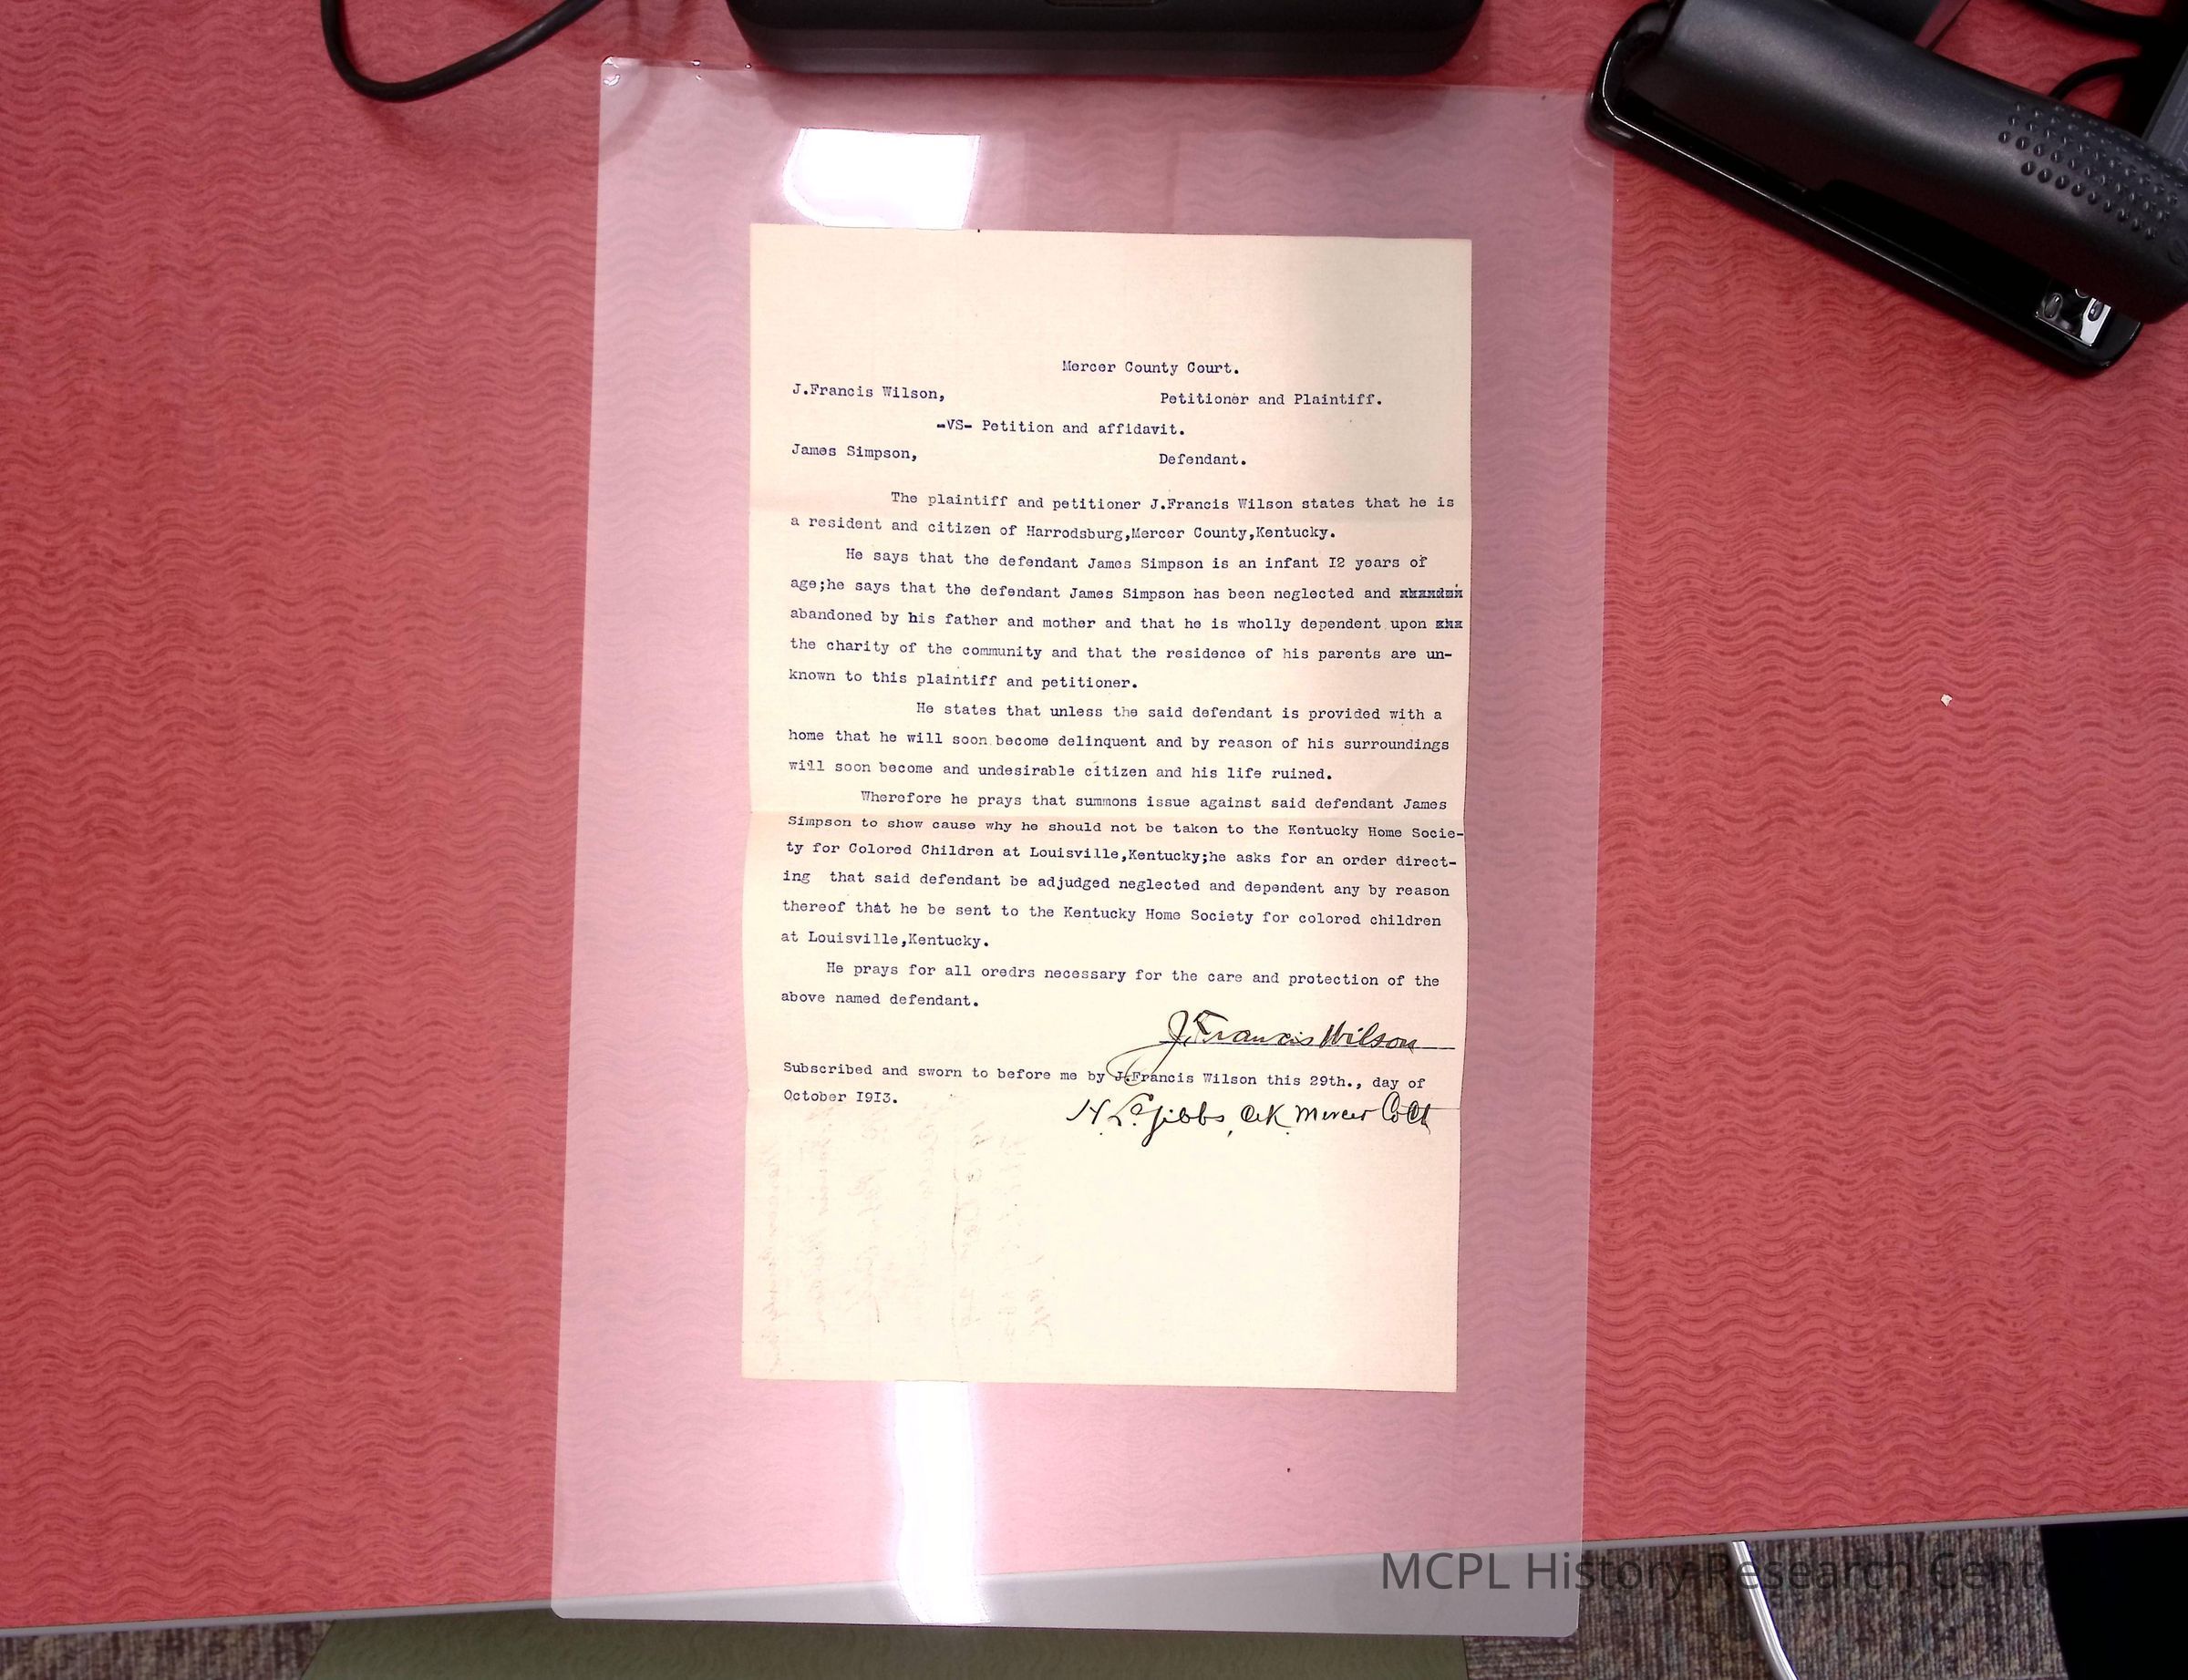 Mercer County Court.
J.Francis Wilson, Petitioner and Plaintiff.
-VS- Petition and affidavit.
James Simpson, Defendant.
The plaintiff and petitioner J.Francis Wilson states that he is
a resident and citizen of Harrodsburg,Mercer County,Kentucky.
He says that the defendant James Simpson is an infant I2 years of
age;he says that the defendant James Simpson has been neglected and
abandoned by his father and mother and that he is wholly dependent upon
the charity of the community and that the residence of his parents are un-
known to this plaintiff and petitioner.
He states that unless the said defendant is provided with a
home that he will soon become delinquent and by reason of his surroundings
will soon become and undesirable citizen and his life ruined.
Wherefore he prays that summons issue against said defendant James
Simpson to show cause why he should not be taken to the Kentucky Home Socie-
ty for Colored Children at Louisville,Kentucky;he asks for an order direct-
ing that said defendant be adjudged neglected and dependent any by reason
thereof that he be sent to the Kentucky Home Society for colored children
at Louisville,Kentucky.
He prays for all oredrs necessary for the care and protection of the
above named defendant.
J. Francis Wilson
Subscribed and sworn to before me by J.Francis Wilson this 29th., day of
October I9I3.
Gibbs, Clk Mercer Co Ct
MCPL History Research Cente